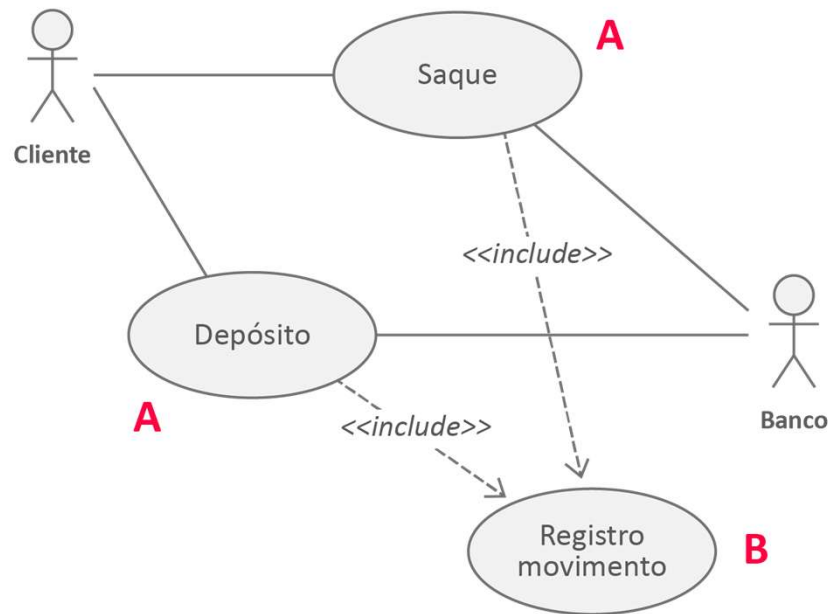 A
Saque
Cliente
<<include>>
Depósito
A
<<include>>
Banco
Registro
movimento
B